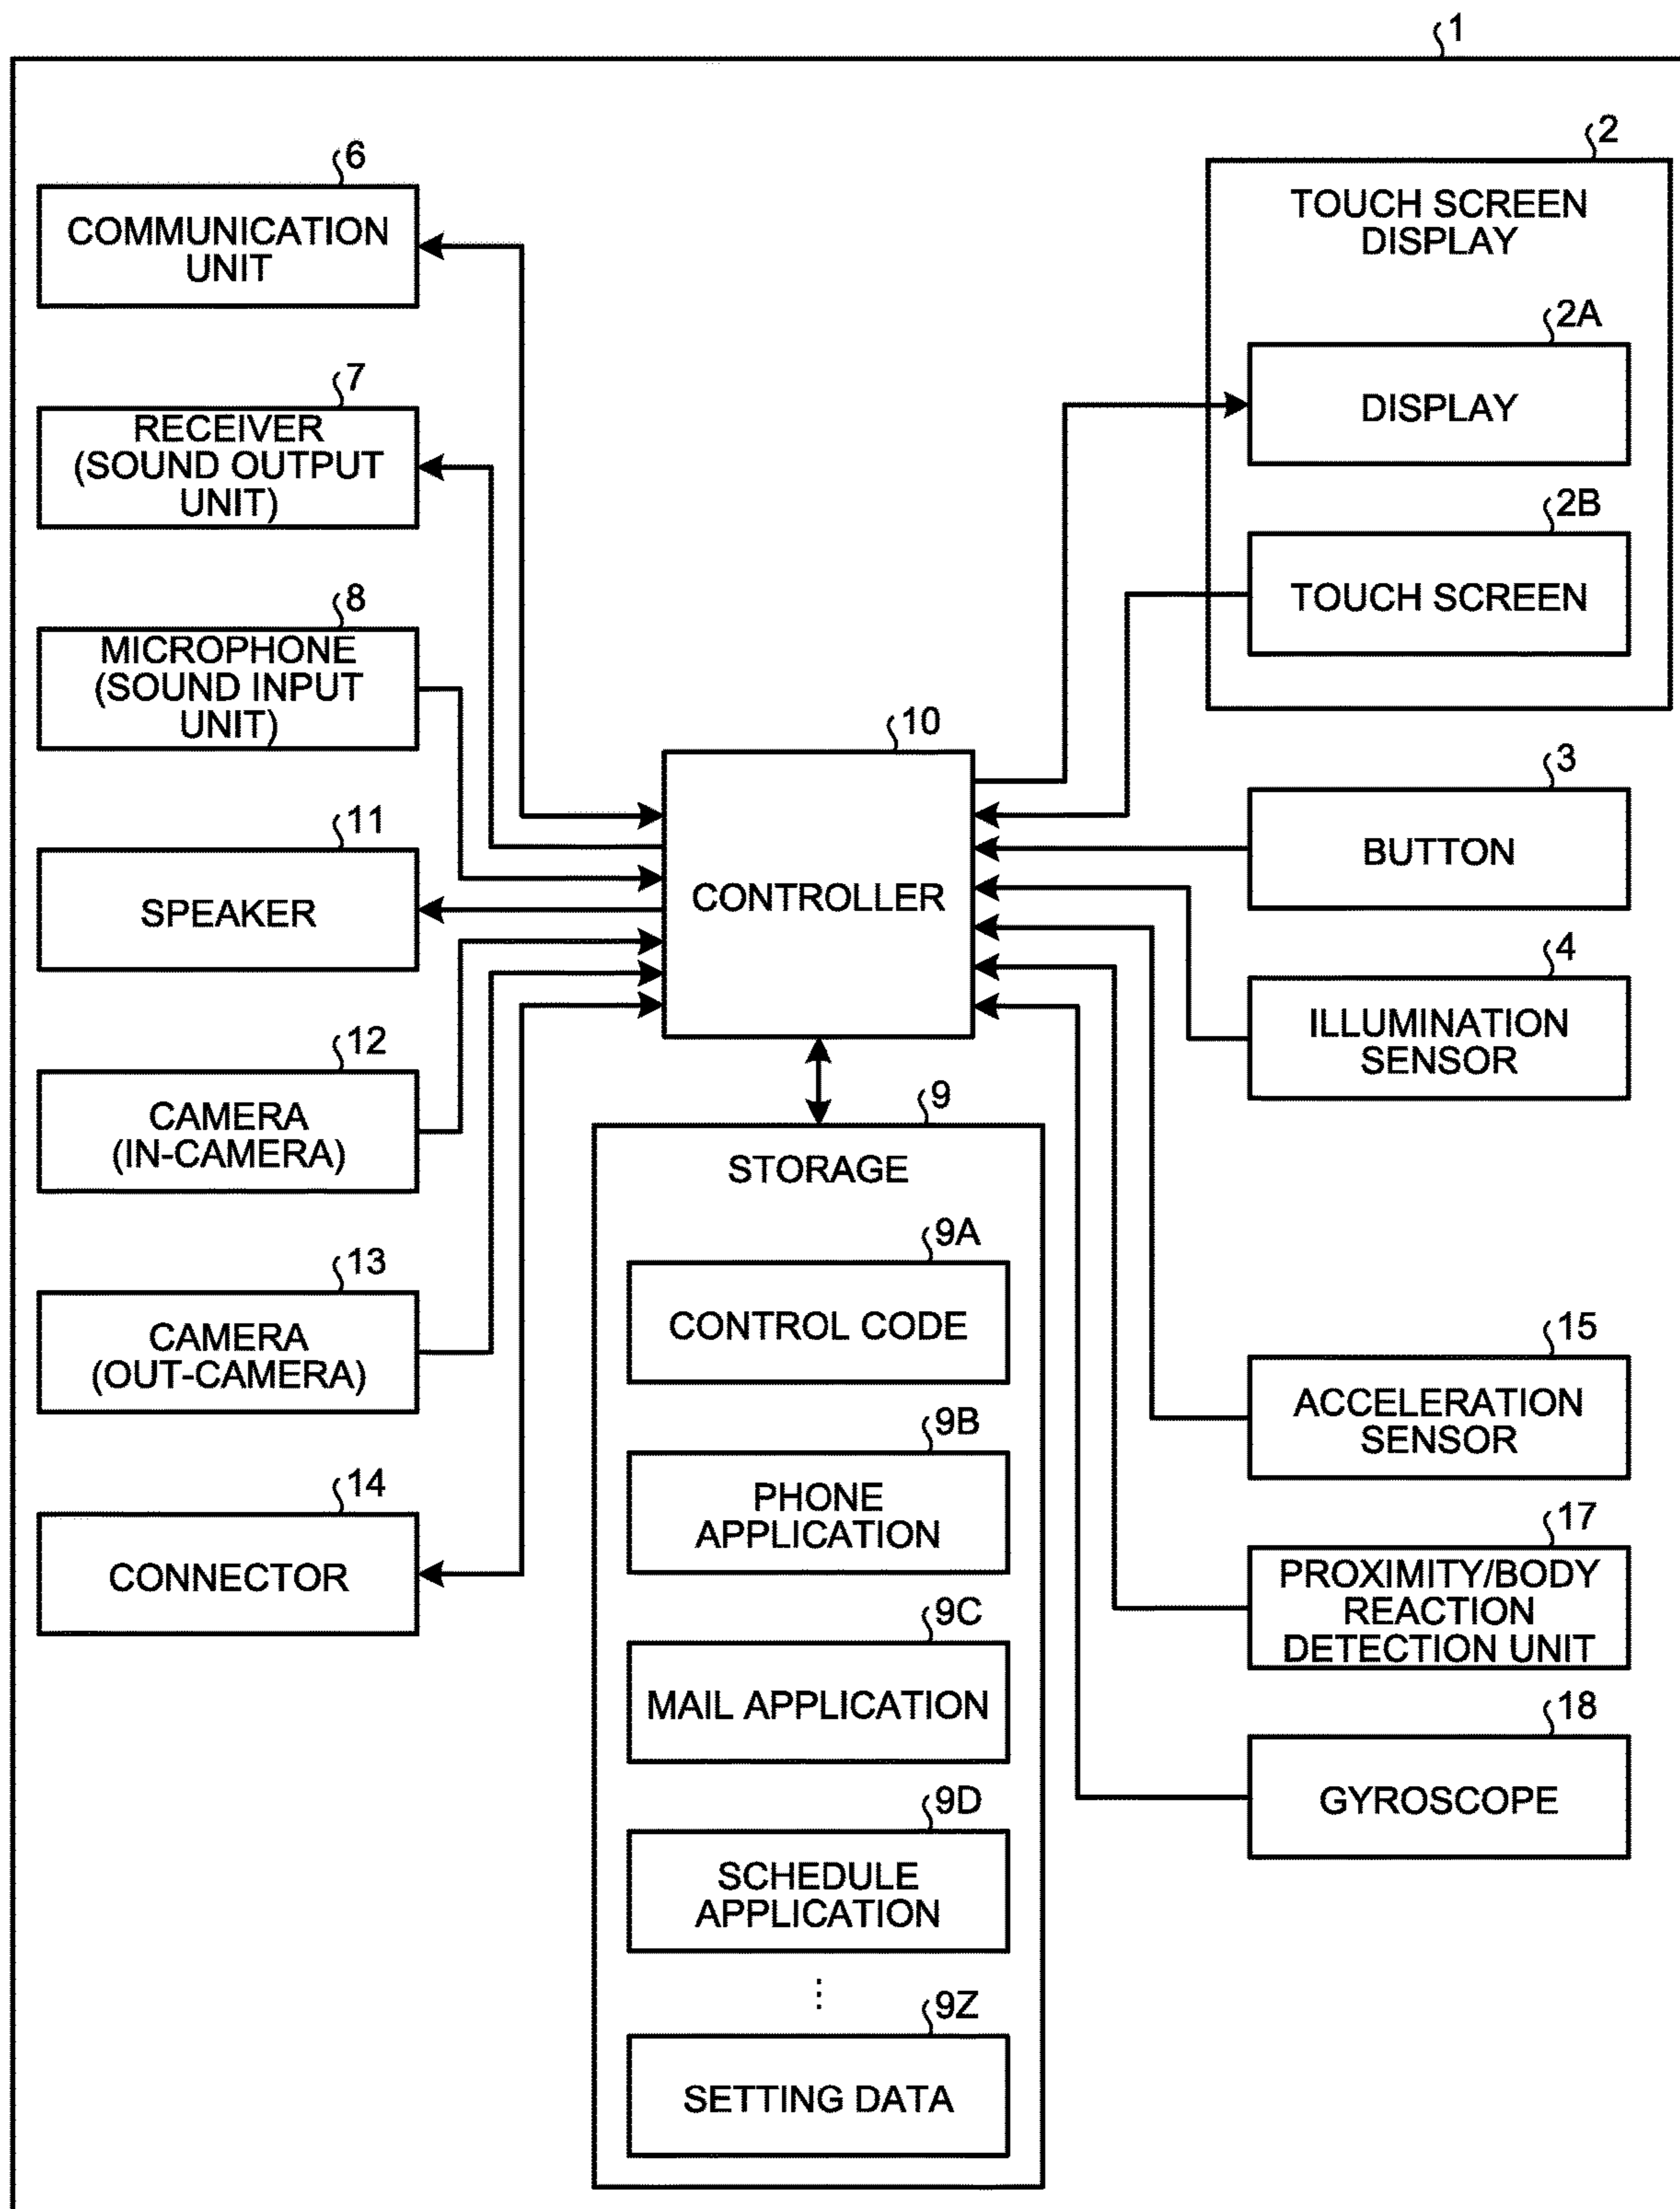 1
6
COMMUNICATION
UNIT
7
RECEIVER
(SOUND OUTPUT
UNIT)
8
MICROPHONE
(SOUND INPUT
UNIT)
11
SPEAKER
12
CAMERA
(IN-CAMERA)
13
CAMERA
(OUT-CAMERA)
14
CONNECTOR
10
CONTROLLER
9
STORAGE
9A
CONTROL CODE
9B
PHONE
APPLICATION
9C
MAIL APPLICATION
9D
SCHEDULE
APPLICATION
⋮
9Z
SETTING DATA
2
TOUCH SCREEN
DISPLAY
2A
DISPLAY
2B
TOUCH SCREEN
3
BUTTON
4
ILLUMINATION
SENSOR
15
ACCELERATION
SENSOR
17
PROXIMITY/BODY
REACTION
DETECTION UNIT
18
GYROSCOPE